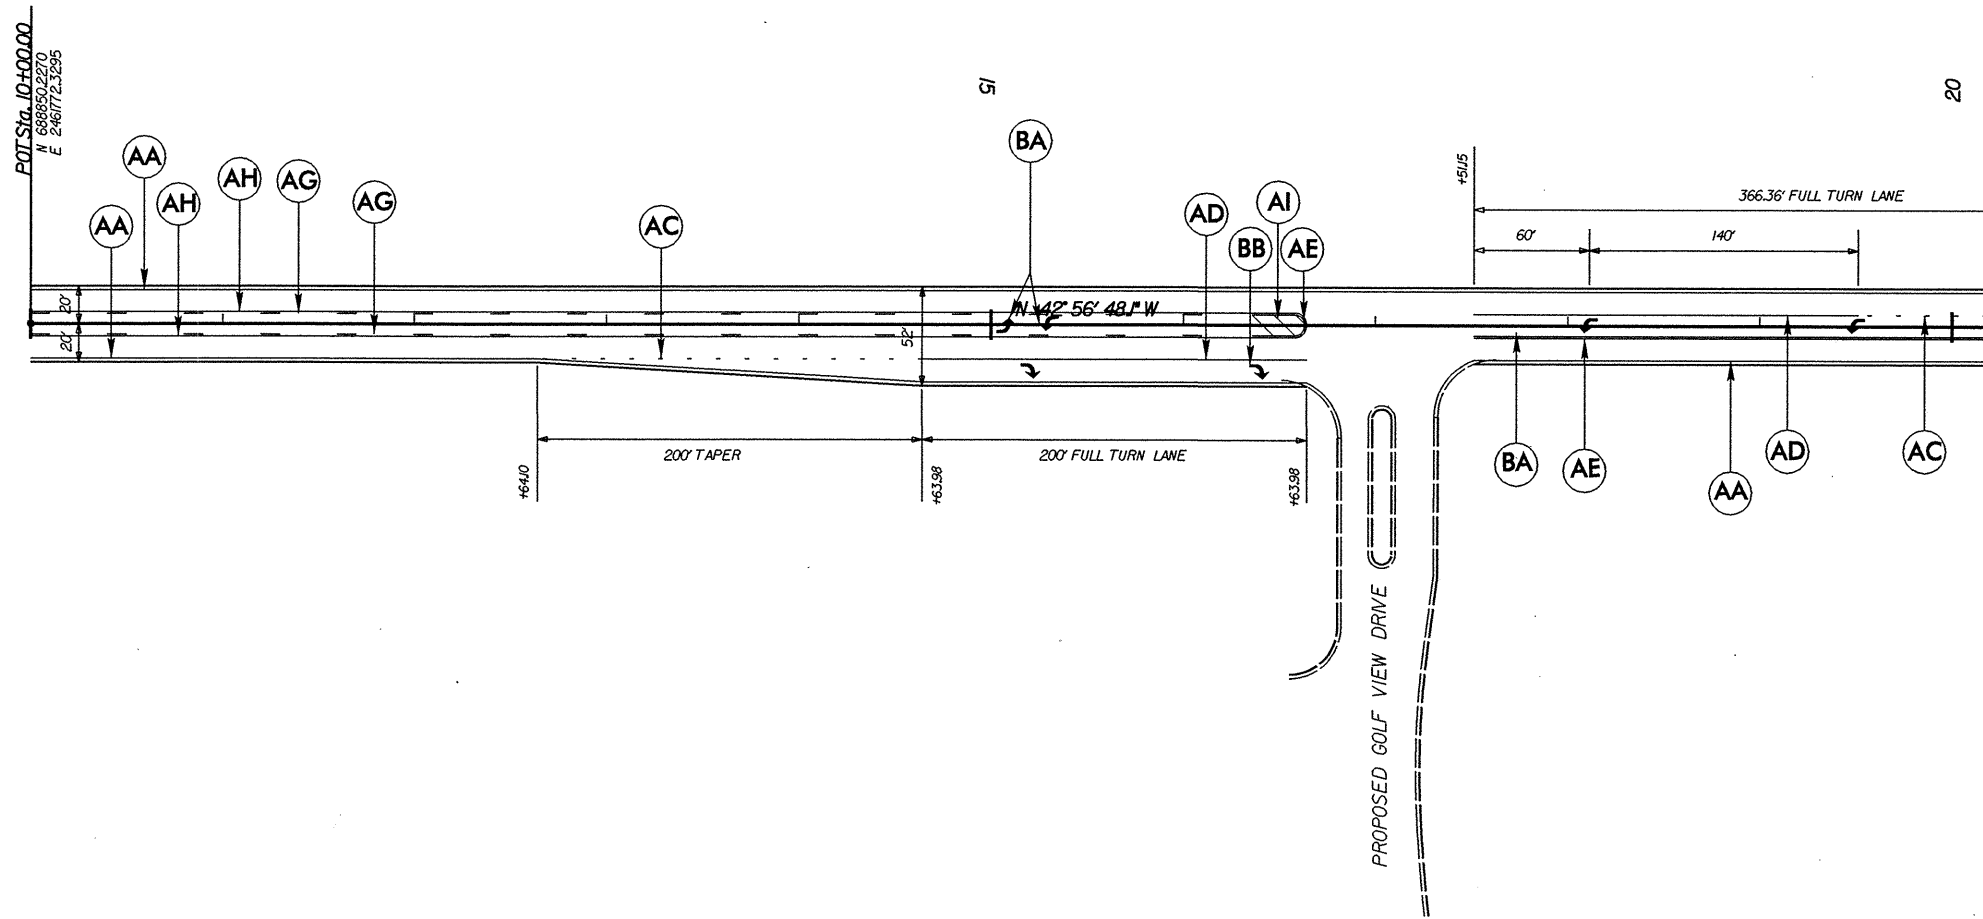 POT Sta. 10+00.00
N 688850.2270
E 2461772.3295
15
20
AA
AH
AH
AG
AG
AA
AC
BA
AD
BB
AI
AE
+51.15
366.36' FULL TURN LANE
60'
140'
20'
20'
52'
N 42° 56' 48.1" W
200' TAPER
200' FULL TURN LANE
+64.10
+63.98
+63.98
BA
AE
AA
AD
AC
PROPOSED GOLF VIEW DRIVE